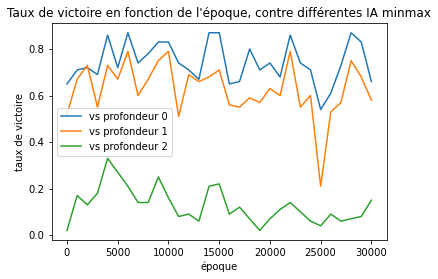 Taux de victoire en fonction de l'époque, contre différentes IA minmax
taux de victoire
0.8
0.6
0.4
0.2
0.0
vs profondeur 0
vs profondeur 1
vs profondeur 2
0 5000 10000 15000 20000 25000 30000
époque